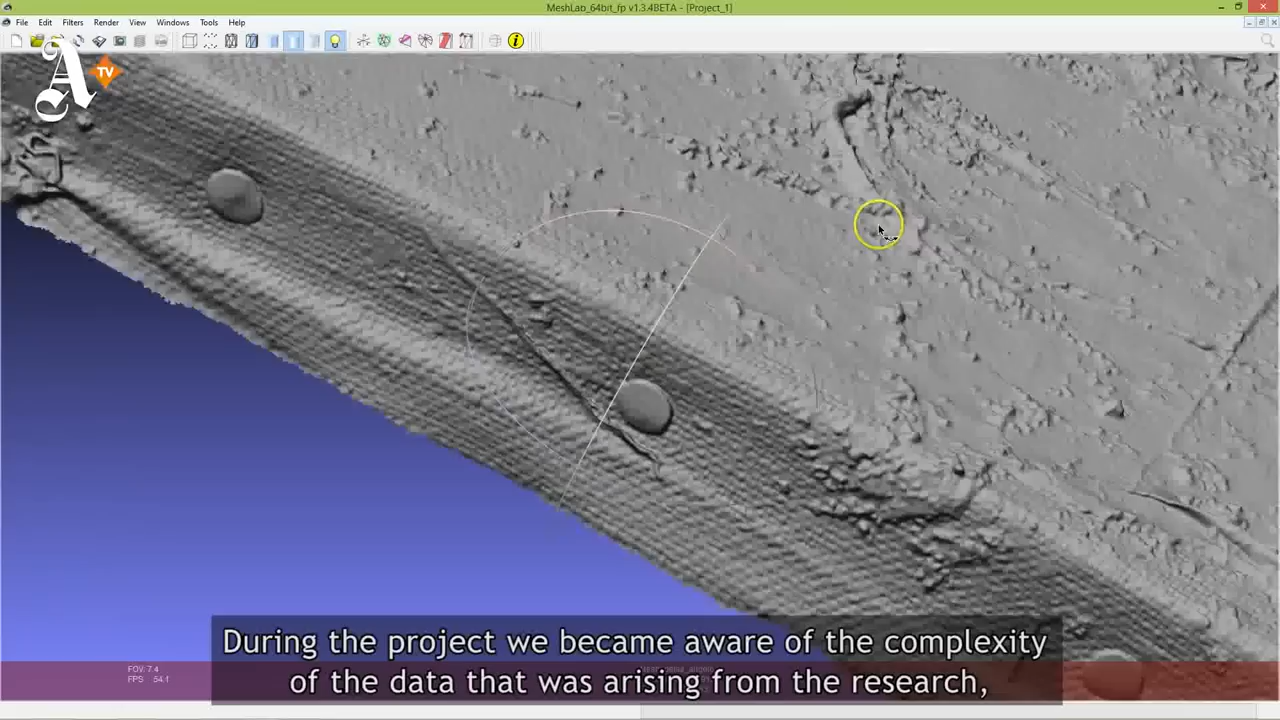 MeshLab_64bit_fp v1.3.4BETA - [Project_1]
File Edit Filters Render View Windows Tools Help
A TV
FOV: 7.4
FPS 54.1
During the project we became aware of the complexity
of the data that was arising from the research,